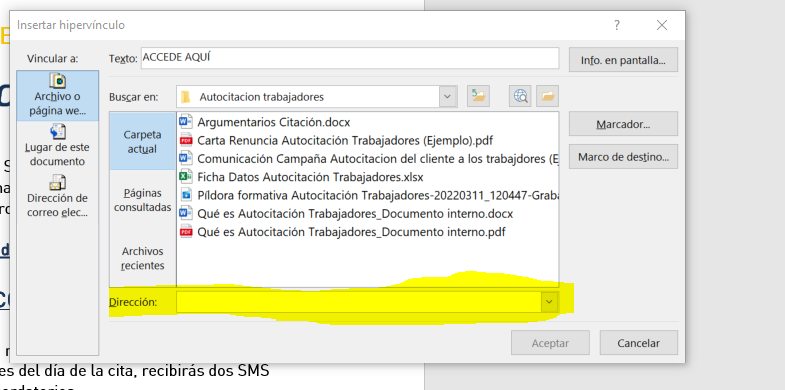 Insertar hipervínculo
?
Vincular a:
Texto: ACCEDE AQUÍ
Info. en pantalla...
Archivo o
página we...
Buscar en: Autocitacion trabajadores
Lugar de este
documento
Dirección de
correo elec...
Carpeta
actual
Páginas
consultadas
Archivos
recientes
Argumentarios Citación.docx
Carta Renuncia Autocitación Trabajadores (Ejemplo).pdf
Comunicación Campaña Autocitacion del cliente a los trabajdores (E
Ficha Datos Autocitación Trabajadores.xlsx
Píldora formativa Autocitación Trabajadores-20220311_120447-Graba
Qué es Autocitación Trabajadores_Documento interno.docx
Qué es Autocitación Trabajadores_Documento interno.pdf
Marcador...
Marco de destino...
Dirección:
Aceptar
Cancelar
es del día de la cita, recibirás dos SMS